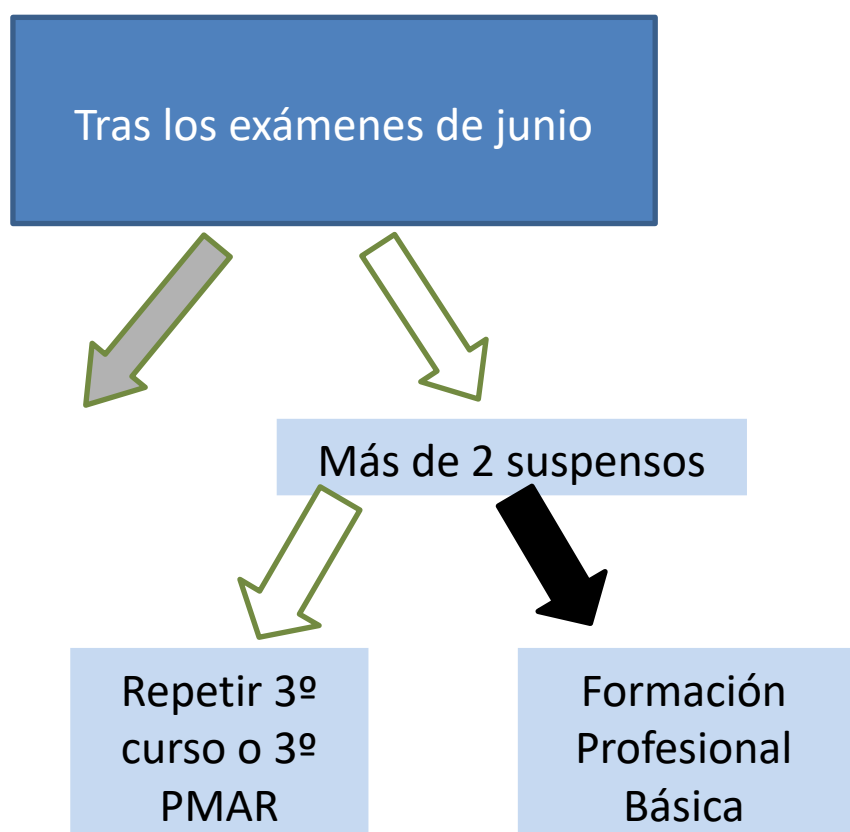 Tras los exámenes de junio
Más de 2 suspensos
Repetir 3º
curso o 3º
PMAR
Formación
Profesional
Básica